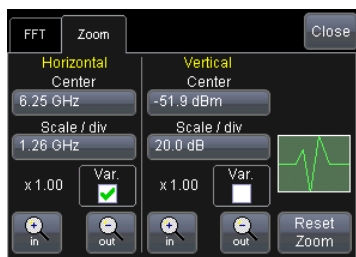 FFT Zoom Close
Horizontal Vertical
Center Center
6.25 GHz -51.9 dBm
Scale / div Scale / div
1.26 GHz 20.0 dB
x 1.00 Var. x 1.00 Var.
in out in out Reset
Zoom